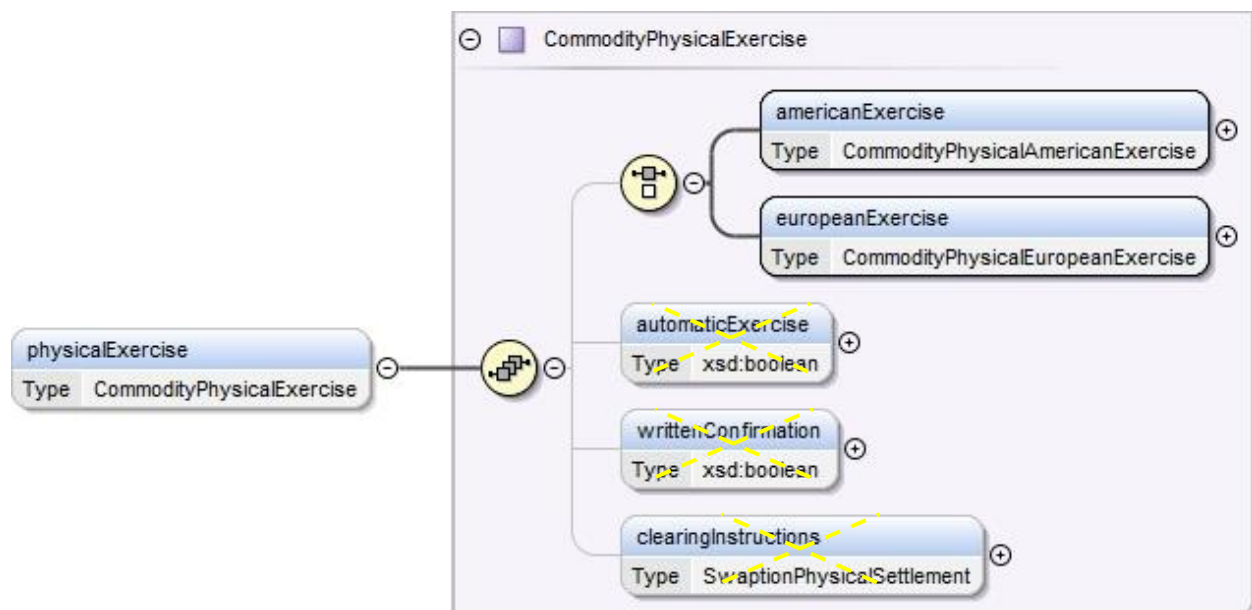 CommodityPhysicalExercise
americanExercise
Type CommodityPhysicalAmericanExercise
europeanExercise
Type CommodityPhysicalEuropeanExercise
automaticExercise
Type xsd:boolean
physicalExercise
Type CommodityPhysicalExercise
writtenConfirmation
Type xsd:boolean
clearingInstructions
Type SwaptionPhysicalSettlement